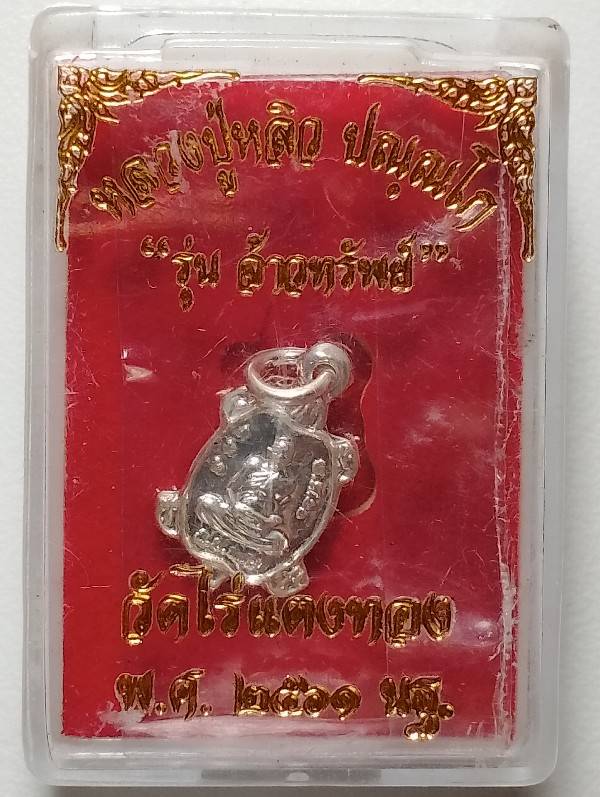 หลวงปู่หลิว ปณฺณโก
“รุ่น ล้าวทรัพย์”
วัดไร่แตงทอง
พ.ศ. ๒๕๖๑ นฐ.